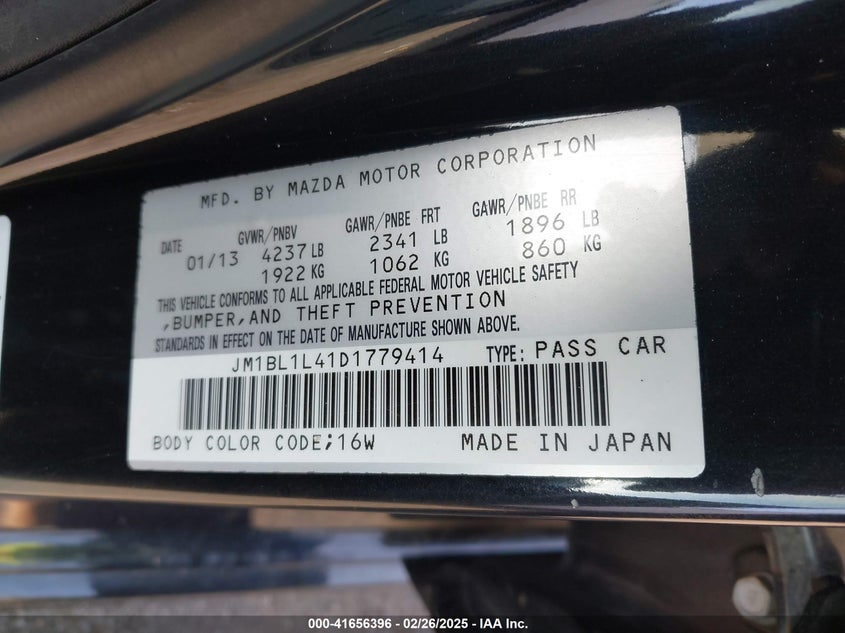 MFD. BY MAZDA MOTOR CORPORATION
DATE GVWR/PNBV GAWR/PNBE FRT GAWR/PNBE RR
01/13 4237 LB 2341 LB 1896 LB
1922 KG 1062 KG 860 KG
THIS VEHICLE CONFORMS TO ALL APPLICABLE FEDERAL MOTOR VEHICLE SAFETY
,BUMPER,AND THEFT PREVENTION
STANDARDS IN EFFECT ON THE DATE OF MANUFACTURE SHOWN ABOVE.
JM1BL1L41D1779414 TYPE: PASS CAR
BODY COLOR CODE;16W MADE IN JAPAN
000-41656396 - 02/26/2025 - IAA Inc.